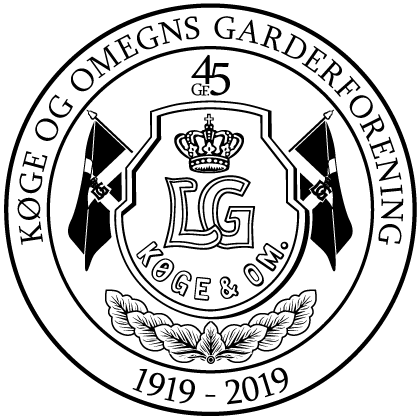 KØGE OG OMEGNS GARDERFORENING
45
GF
LG
KØGE & OM.
1919 - 2019